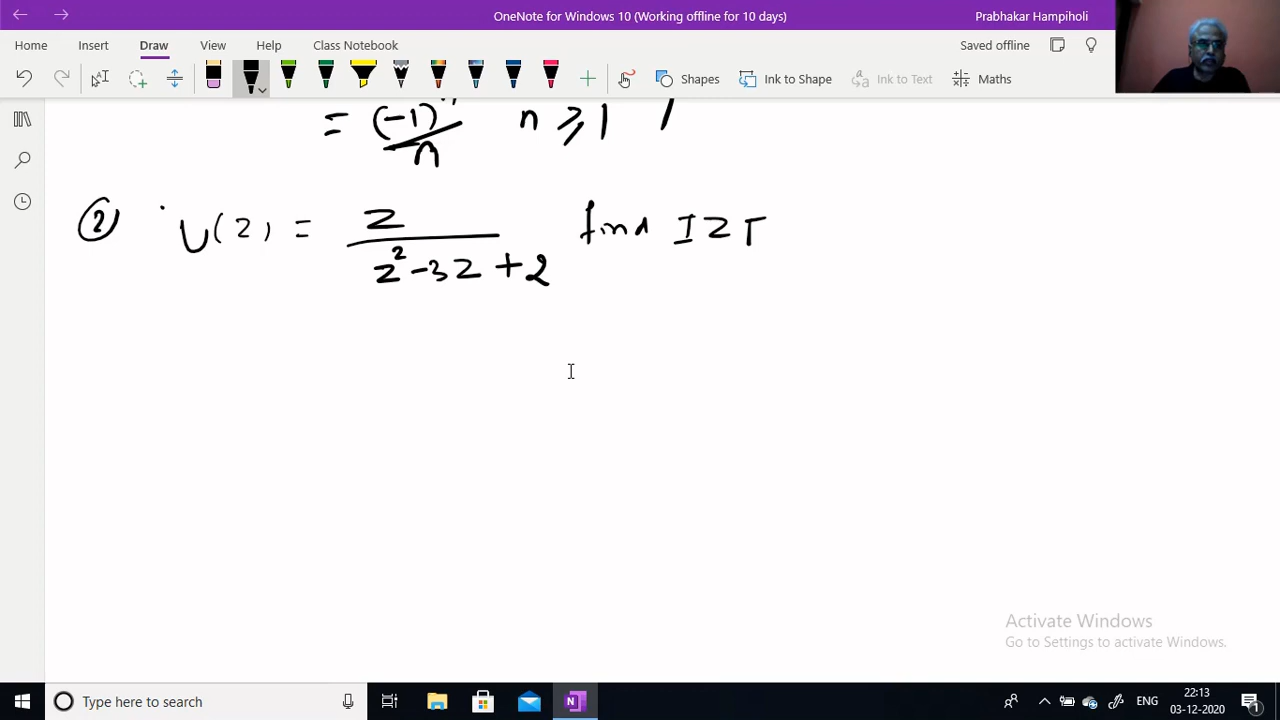 OneNote for Windows 10 (Working offline for 10 days)
Prabhakar Hampiholi
Home Insert Draw View Help Class Notebook
Saved offline
Shapes Ink to Shape Ink to Text Maths
= (-1)^n / n n ⩾ 1
② U(z) = z / (z² - 3z + 2) find IZT
Activate Windows
Go to Settings to activate Windows.
Type here to search
ENG
22:13
03-12-2020
1